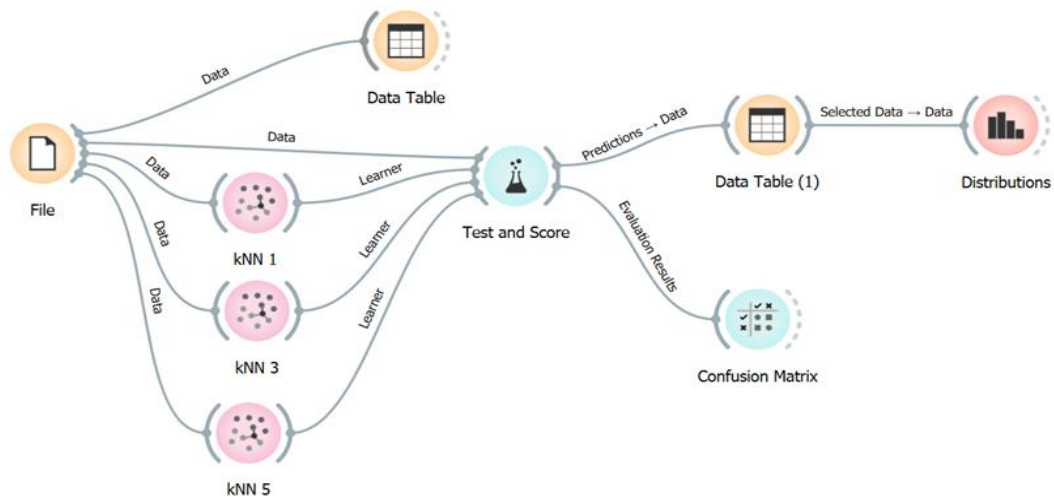 Data Table
Data
Data
Predictions → Data
Selected Data → Data
File
Data
Learner
Data Table (1)
Distributions
kNN 1
Test and Score
Data
Learner
Evaluation Results
kNN 3
Data
Learner
Confusion Matrix
kNN 5